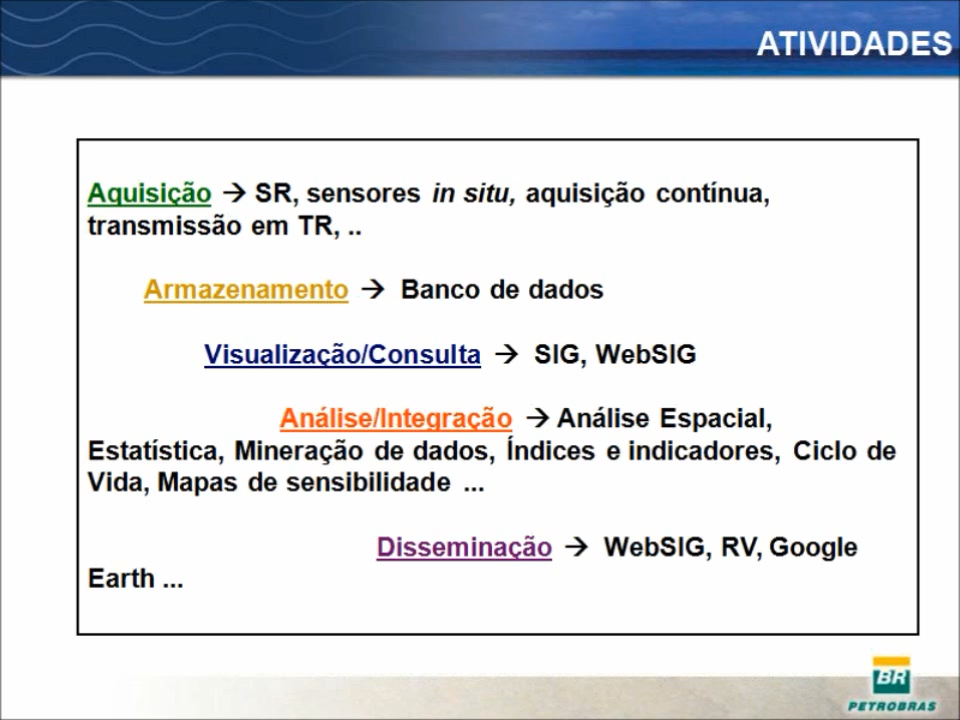 ATIVIDADES
Aquisição → SR, sensores in situ, aquisição contínua,
transmissão em TR, ..
Armazenamento → Banco de dados
Visualização/Consulta → SIG, WebSIG
Análise/Integração → Análise Espacial,
Estatística, Mineração de dados, Índices e indicadores, Ciclo de
Vida, Mapas de sensibilidade ...
Disseminação → WebSIG, RV, Google
Earth ...
BR
PETROBRAS